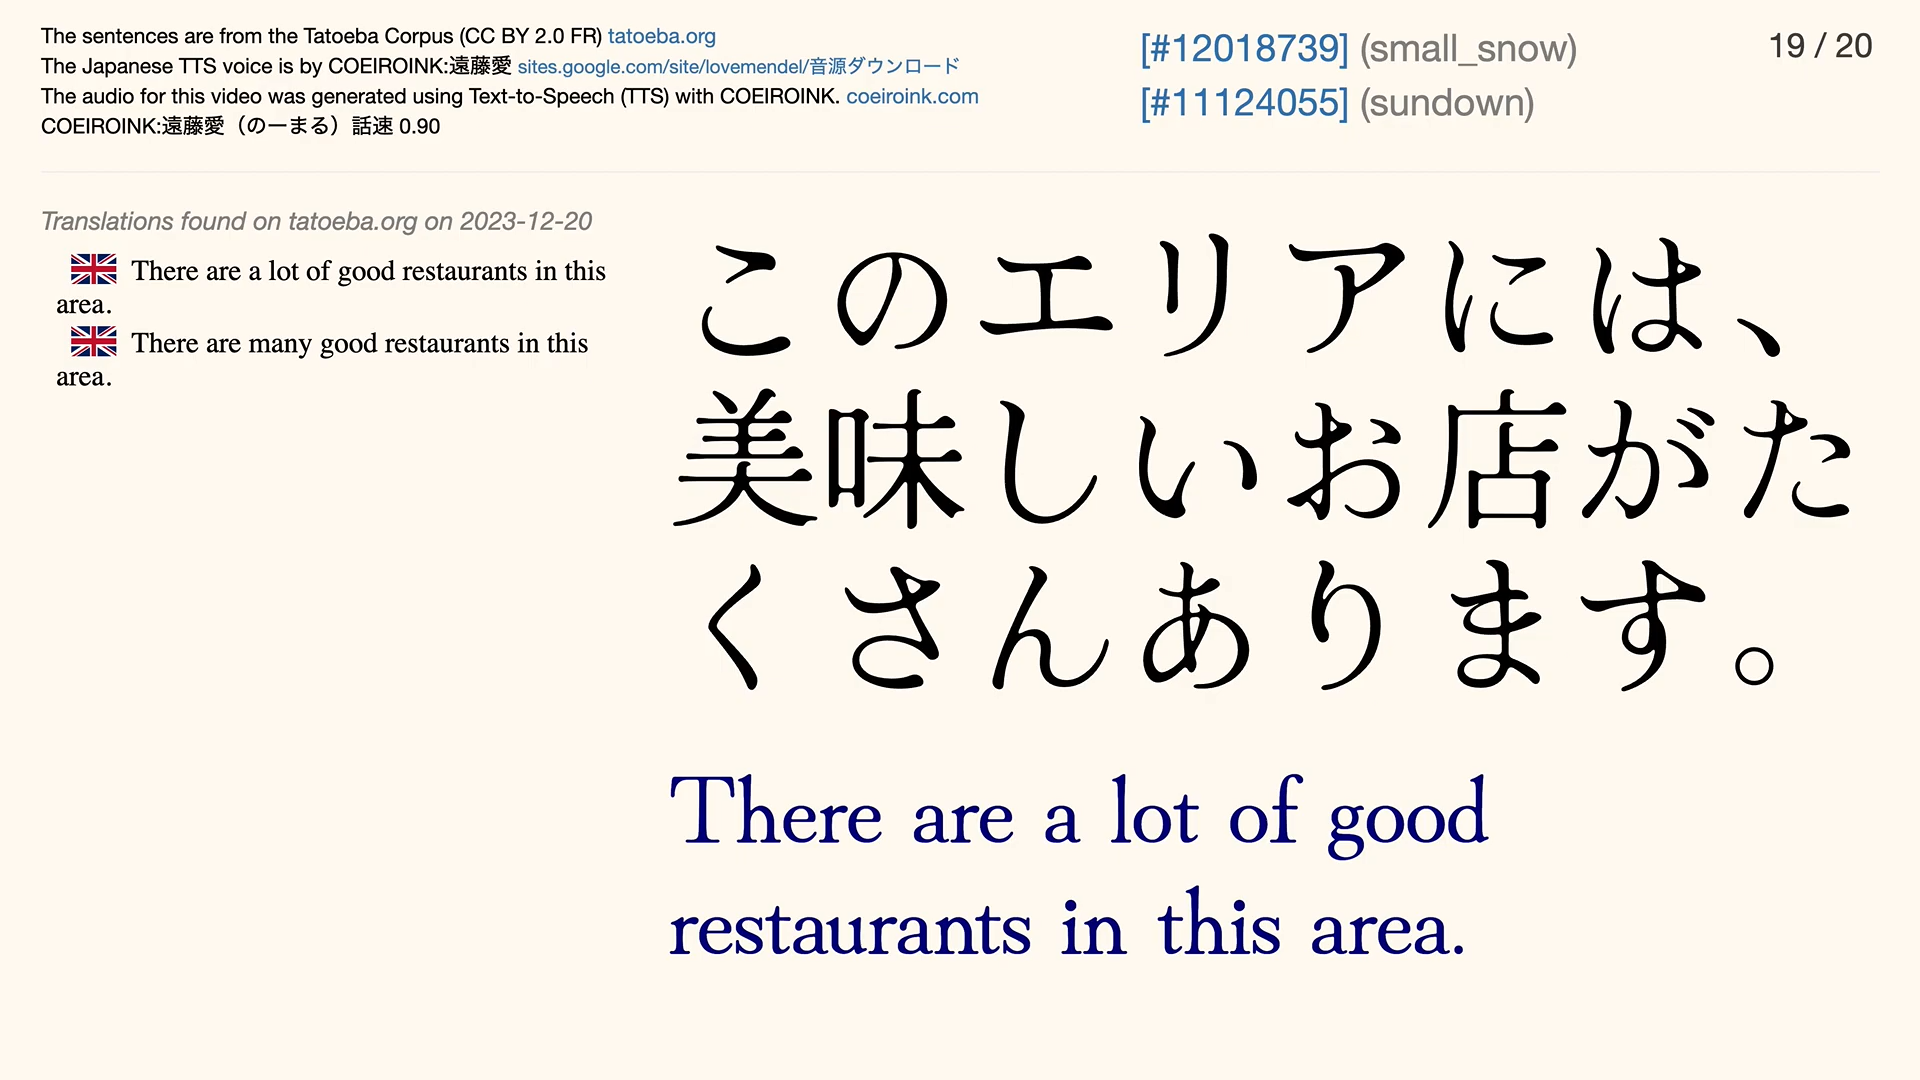 The sentences are from the Tatoeba Corpus (CC BY 2.0 FR) tatoeba.org
The Japanese TTS voice is by COEIROINK:遠藤愛 sites.google.com/site/lovemendel/音源ダウンロード
The audio for this video was generated using Text-to-Speech (TTS) with COEIROINK. coeiroink.com
COEIROINK:遠藤愛（のーまる）話速 0.90
[#12018739] (small_snow)
[#11124055] (sundown)
19 / 20
Translations found on tatoeba.org on 2023-12-20
There are a lot of good restaurants in this
area.
There are many good restaurants in this
area.
このエリアには、
美味しいお店がた
くさんあります。
There are a lot of good
restaurants in this area.